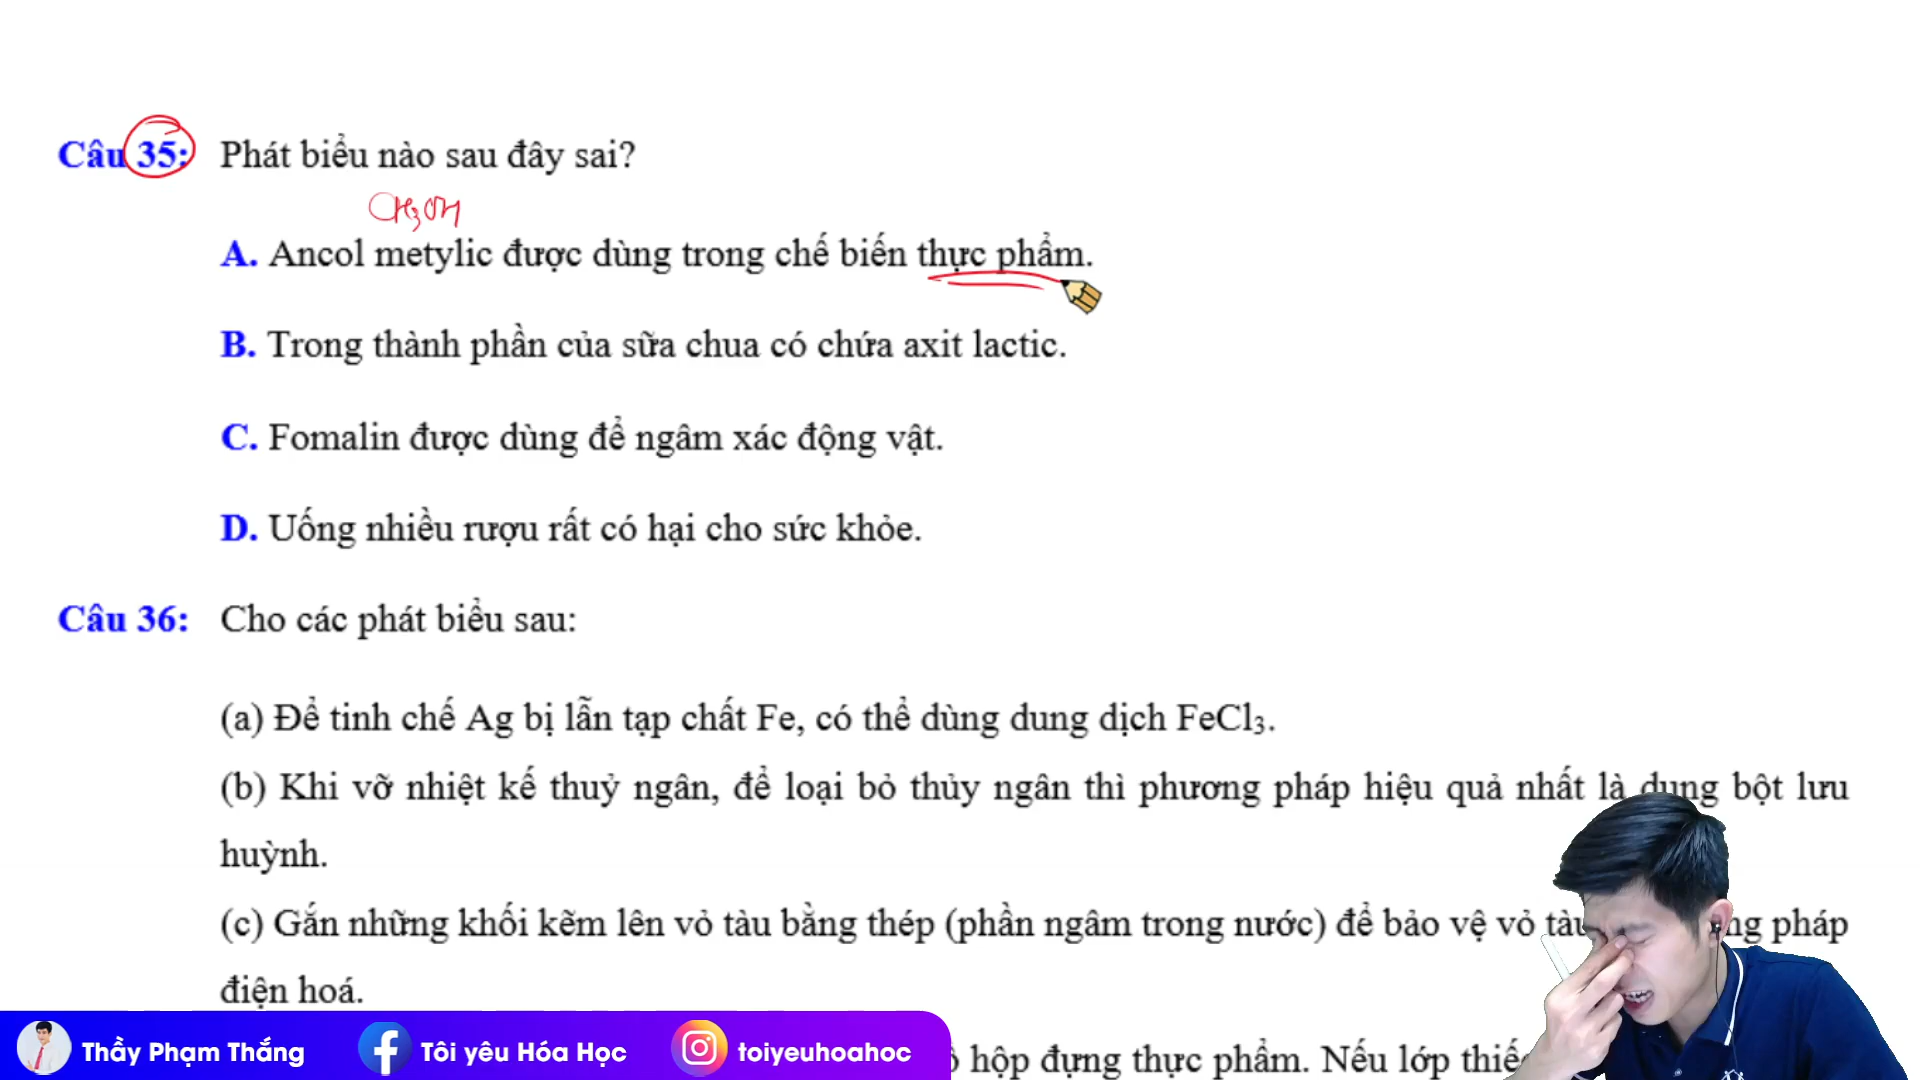 Câu 35: Phát biểu nào sau đây sai?
CH3OH
A. Ancol metylic được dùng trong chế biến thực phẩm.
B. Trong thành phần của sữa chua có chứa axit lactic.
C. Fomalin được dùng để ngâm xác động vật.
D. Uống nhiều rượu rất có hại cho sức khỏe.
Câu 36: Cho các phát biểu sau:
(a) Để tinh chế Ag bị lẫn tạp chất Fe, có thể dùng dung dịch FeCl₃.
(b) Khi vỡ nhiệt kế thuỷ ngân, để loại bỏ thủy ngân thì phương pháp hiệu quả nhất là dụng bột lưu
huỳnh.
(c) Gắn những khối kẽm lên vỏ tàu bằng thép (phần ngâm trong nước) để bảo vệ vỏ tàu pháp
điện hoá.
hộp đựng thực phẩm. Nếu lớp
Thầy Phạm Thắng Tôi yêu Hóa Học toiyeuhoahoc